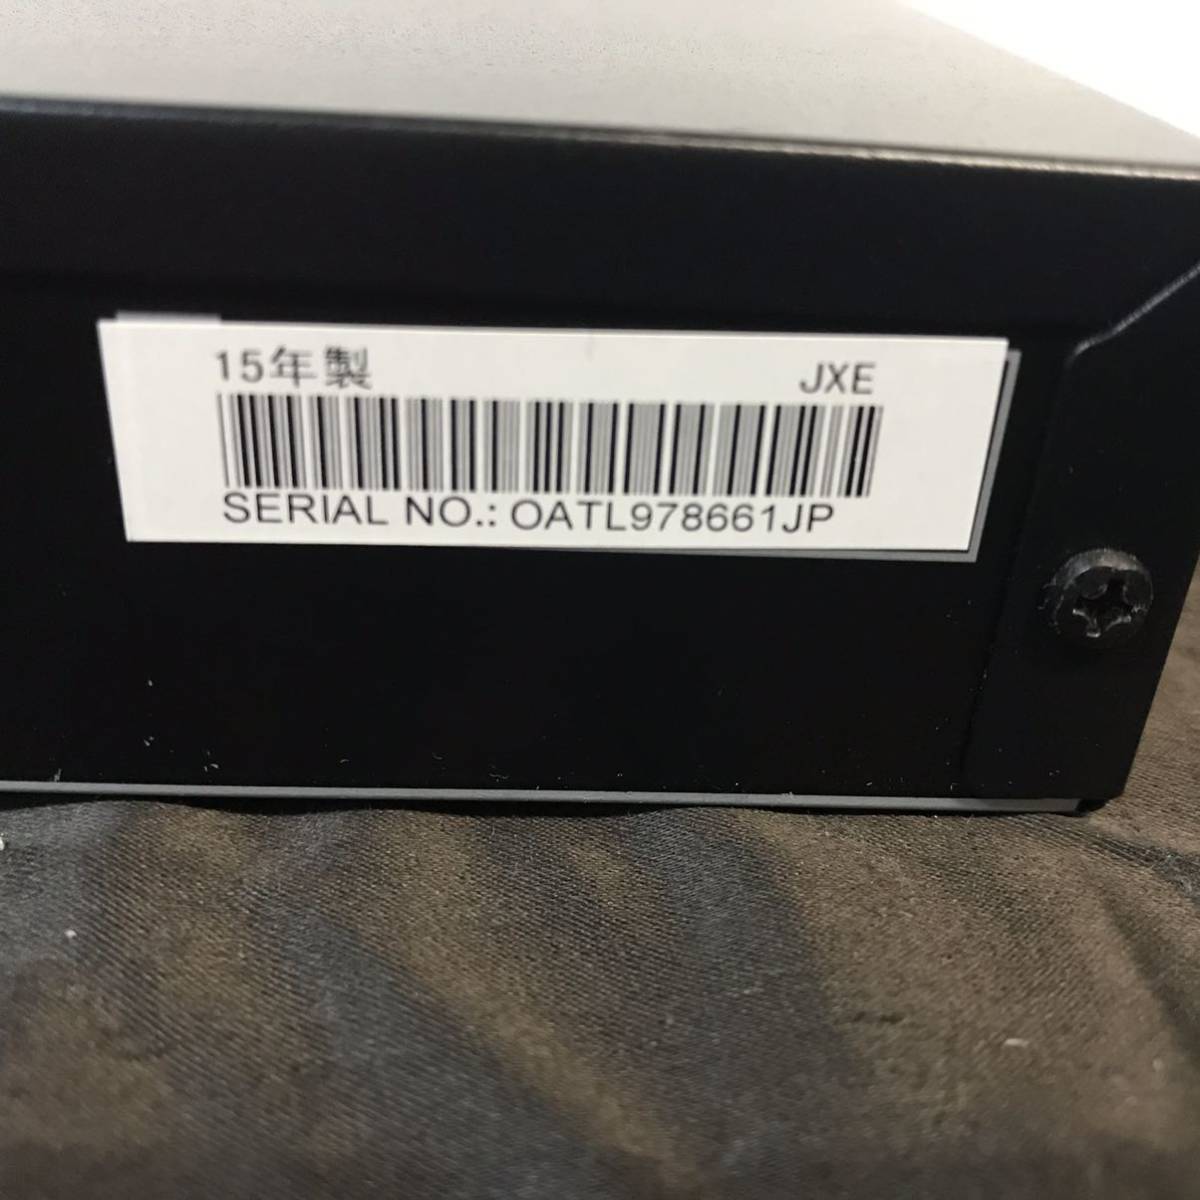 15年製 JXE
SERIAL NO.: OATL978661JP